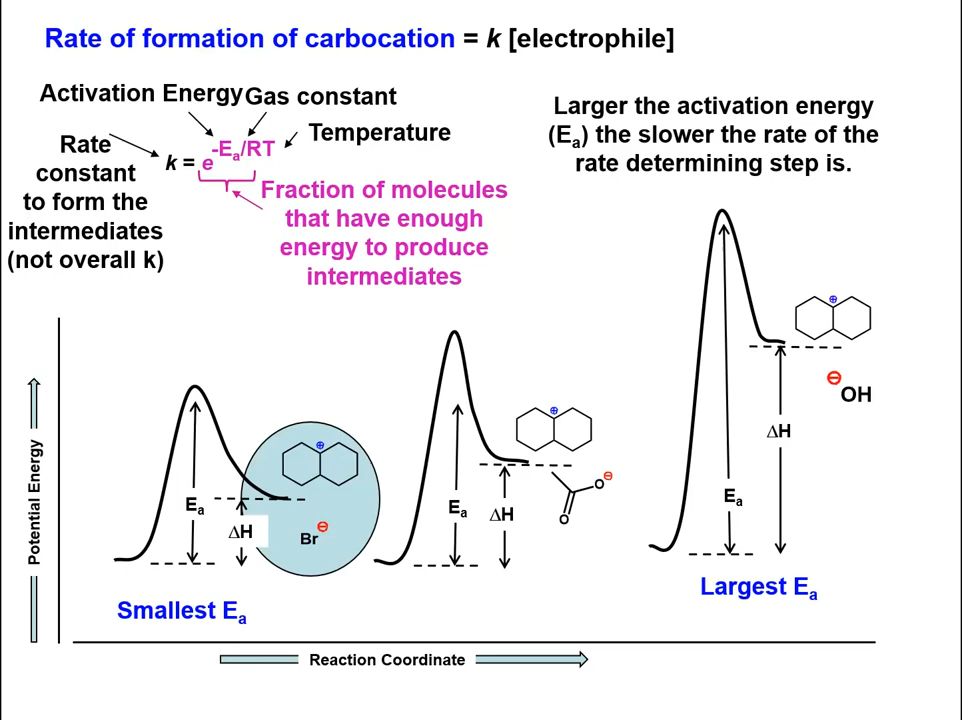 Rate of formation of carbocation = k [electrophile]
Activation Energy
Gas constant
Temperature
Rate
constant
to form the
intermediates
(not overall k)
k = e^-Ea/RT
Fraction of molecules
that have enough
energy to produce
intermediates
Larger the activation energy
(Ea) the slower the rate of the
rate determining step is.
Potential Energy
Ea
ΔH
⊕
Br⊖
Smallest Ea
Ea
ΔH
⊕
O⊖
O
Ea
ΔH
⊕
⊖OH
Largest Ea
Reaction Coordinate